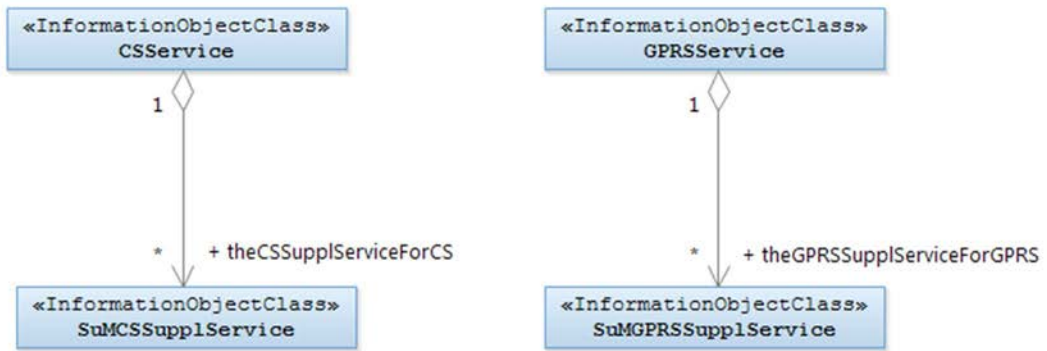 «InformationObjectClass»
CSService
1
*
+ theCSSupplServiceForCS
«InformationObjectClass»
SuMCSSupplService
«InformationObjectClass»
GPRSService
1
*
+ theGPRSSupplServiceForGPRS
«InformationObjectClass»
SuMGPRSSupplService